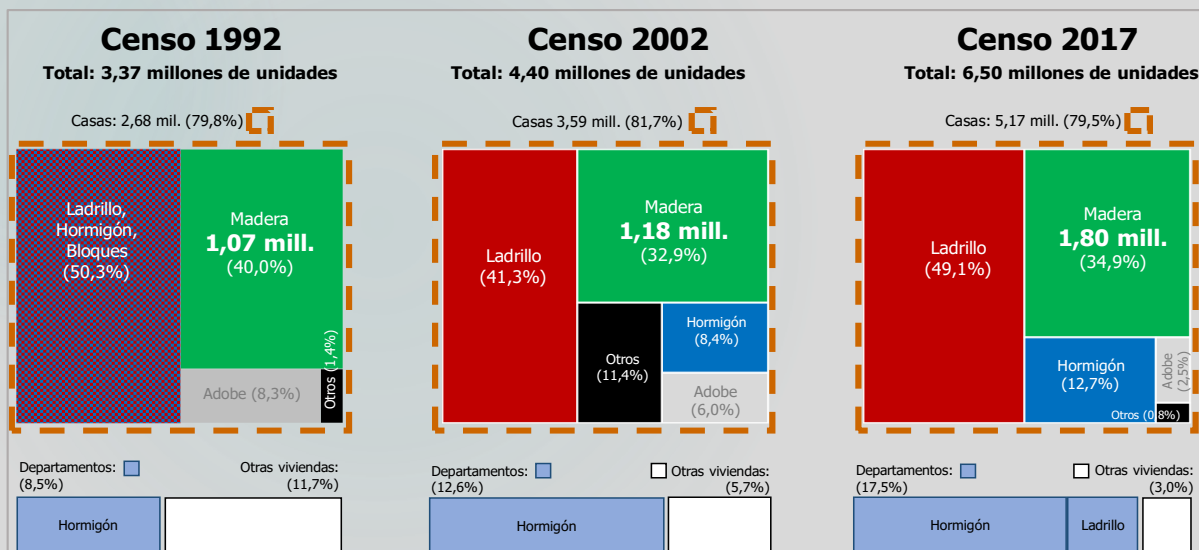 Censo 1992
Total: 3,37 millones de unidades
Casas: 2,68 mil. (79,8%)
Ladrillo,
Hormigón,
Bloques
(50,3%)
Madera
1,07 mill.
(40,0%)
Adobe (8,3%)
Otros (1,4%)
Departamentos:
(8,5%)
Otras viviendas:
(11,7%)
Hormigón
Censo 2002
Total: 4,40 millones de unidades
Casas 3,59 mill. (81,7%)
Ladrillo
(41,3%)
Madera
1,18 mill.
(32,9%)
Otros
(11,4%)
Hormigón
(8,4%)
Adobe
(6,0%)
Departamentos:
(12,6%)
Otras viviendas:
(5,7%)
Hormigón
Censo 2017
Total: 6,50 millones de unidades
Casas: 5,17 mill. (79,5%)
Ladrillo
(49,1%)
Madera
1,80 mill.
(34,9%)
Hormigón
(12,7%)
Adobe
(2,5%)
Otros (0,8%)
Departamentos:
(17,5%)
Otras viviendas:
(3,0%)
Hormigón
Ladrillo